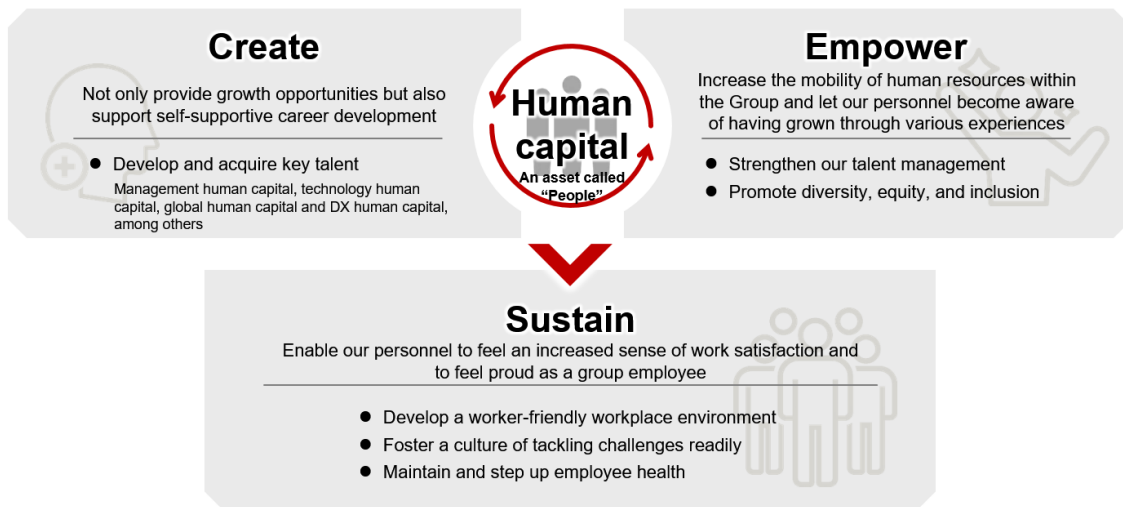 Create
Not only provide growth opportunities but also
support self-supportive career development
● Develop and acquire key talent
Management human capital, technology human
capital, global human capital and DX human capital,
among others
Human
capital
An asset called
“People”
Empower
Increase the mobility of human resources within
the Group and let our personnel become aware
of having grown through various experiences
● Strengthen our talent management
● Promote diversity, equity, and inclusion
Sustain
Enable our personnel to feel an increased sense of work satisfaction and
to feel proud as a group employee
● Develop a worker-friendly workplace environment
● Foster a culture of tackling challenges readily
● Maintain and step up employee health